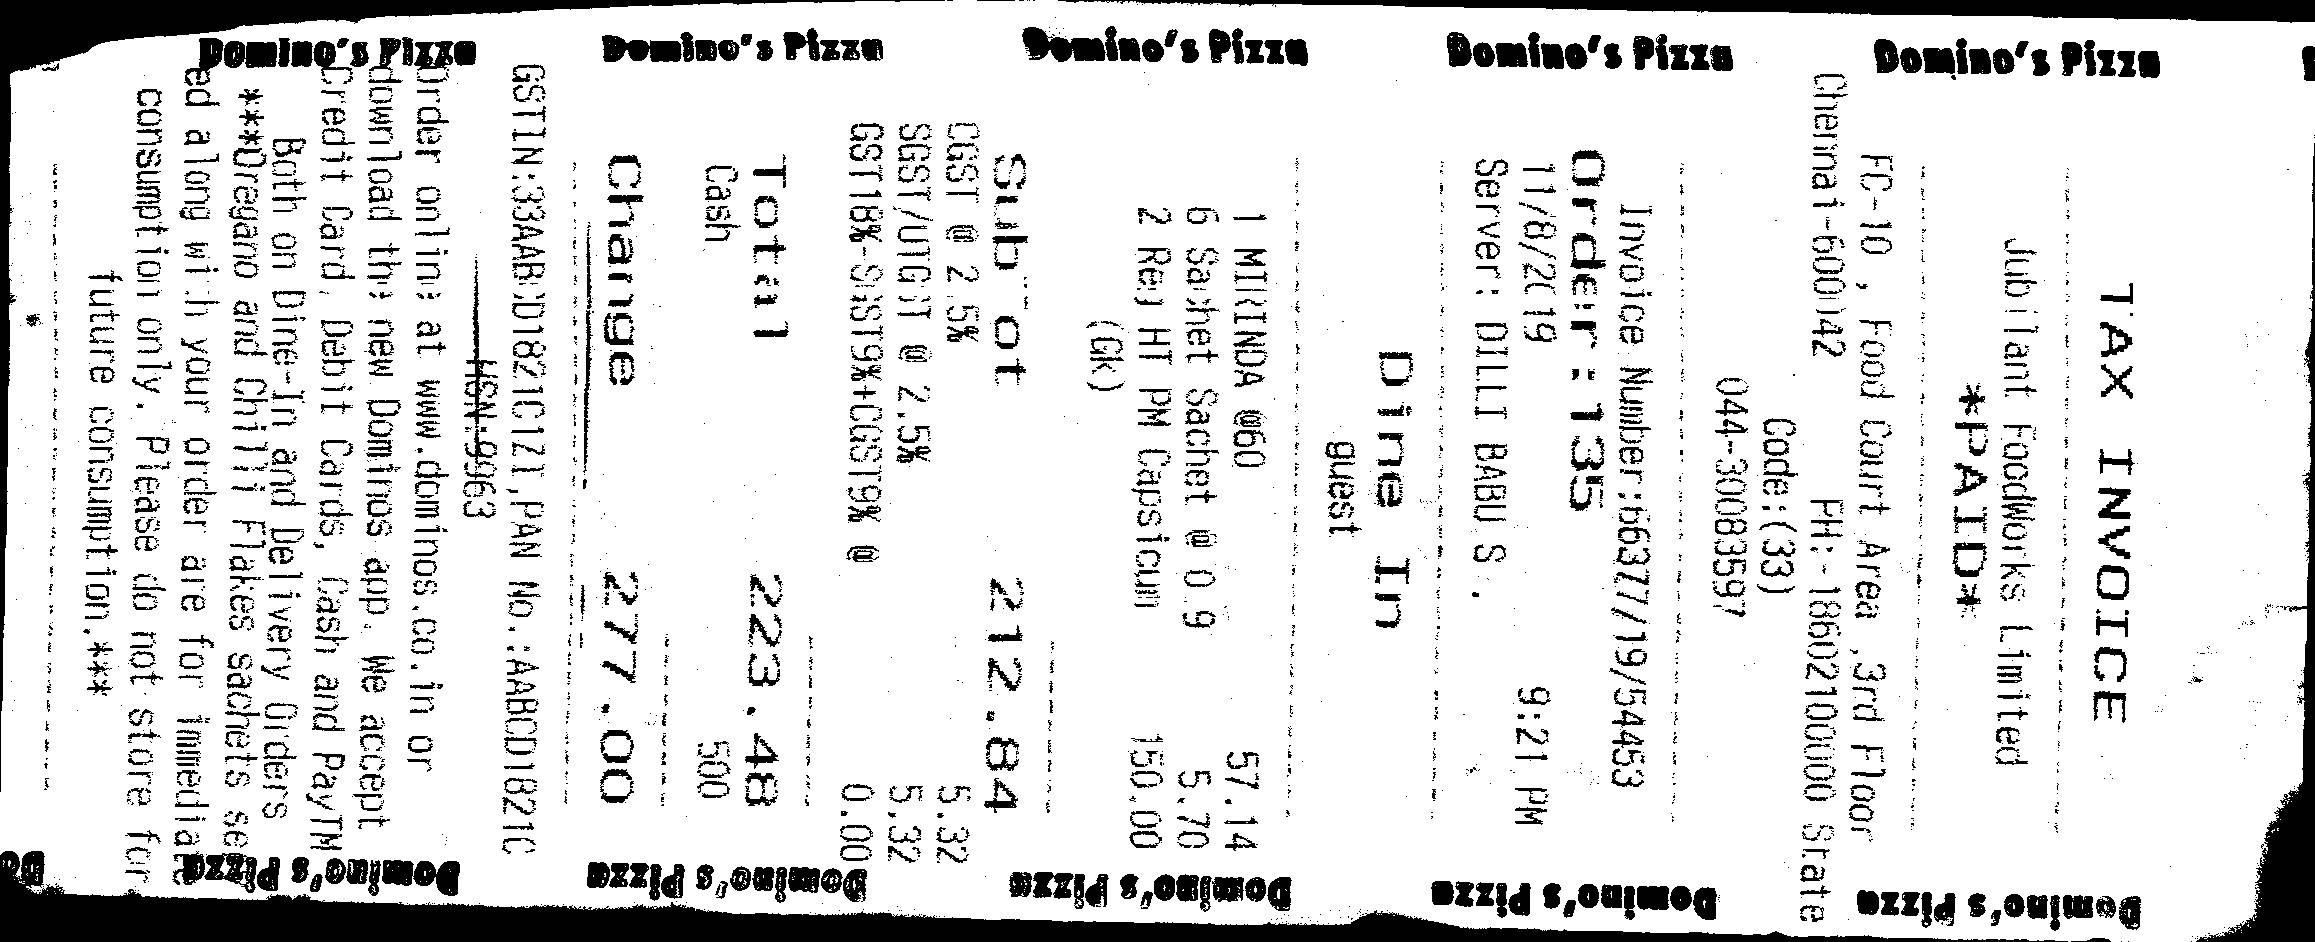 TAX INVOICE
Jubilant FoodWorks Limited
*PAID*
FC-10 , Food Court Area ,3rd Floor
Chennai-600042 PH:-18602100000 Srate
Code:(33)
044-30083597
Invoice Number:66377/19/54453
Order:135
11/8/2019 9:21 PM
Server: DILLI BABU S .
Dine In
guest
1 MIRINDA @60 57.14
6 Sachet Sachet @ 0.9 5.70
2 Reg HT PM Capsicum 150.00
(Gk)
Sub Tot 212.84
CGST @ 2.5% 5.32
SGST/UTGST @ 2.5% 5.32
GST18%-SGST9%+CGST9% @ 0.00
Total 223.48
Cash 500
Change 277.00
GSTIN:33AABCD1821C1Z1,PAN No.:AABCD1821C
HSN:9963
Order online at www.dominos.co.in or
download the new Dominos app. We accept
Credit Card, Debit Cards, Cash and PayTM
Both on Dine-In and Delivery Orders
***Oregano and Chilli Flakes sachets se
ed along with your order are for immediate
consumption only. Please do not store for
future consumption.***
Domino's Pizza Domino's Pizza Domino's Pizza Domino's Pizza Domino's Pizza
Domino's Pizza Domino's Pizza Domino's Pizza Domino's Pizza Domino's Pizza